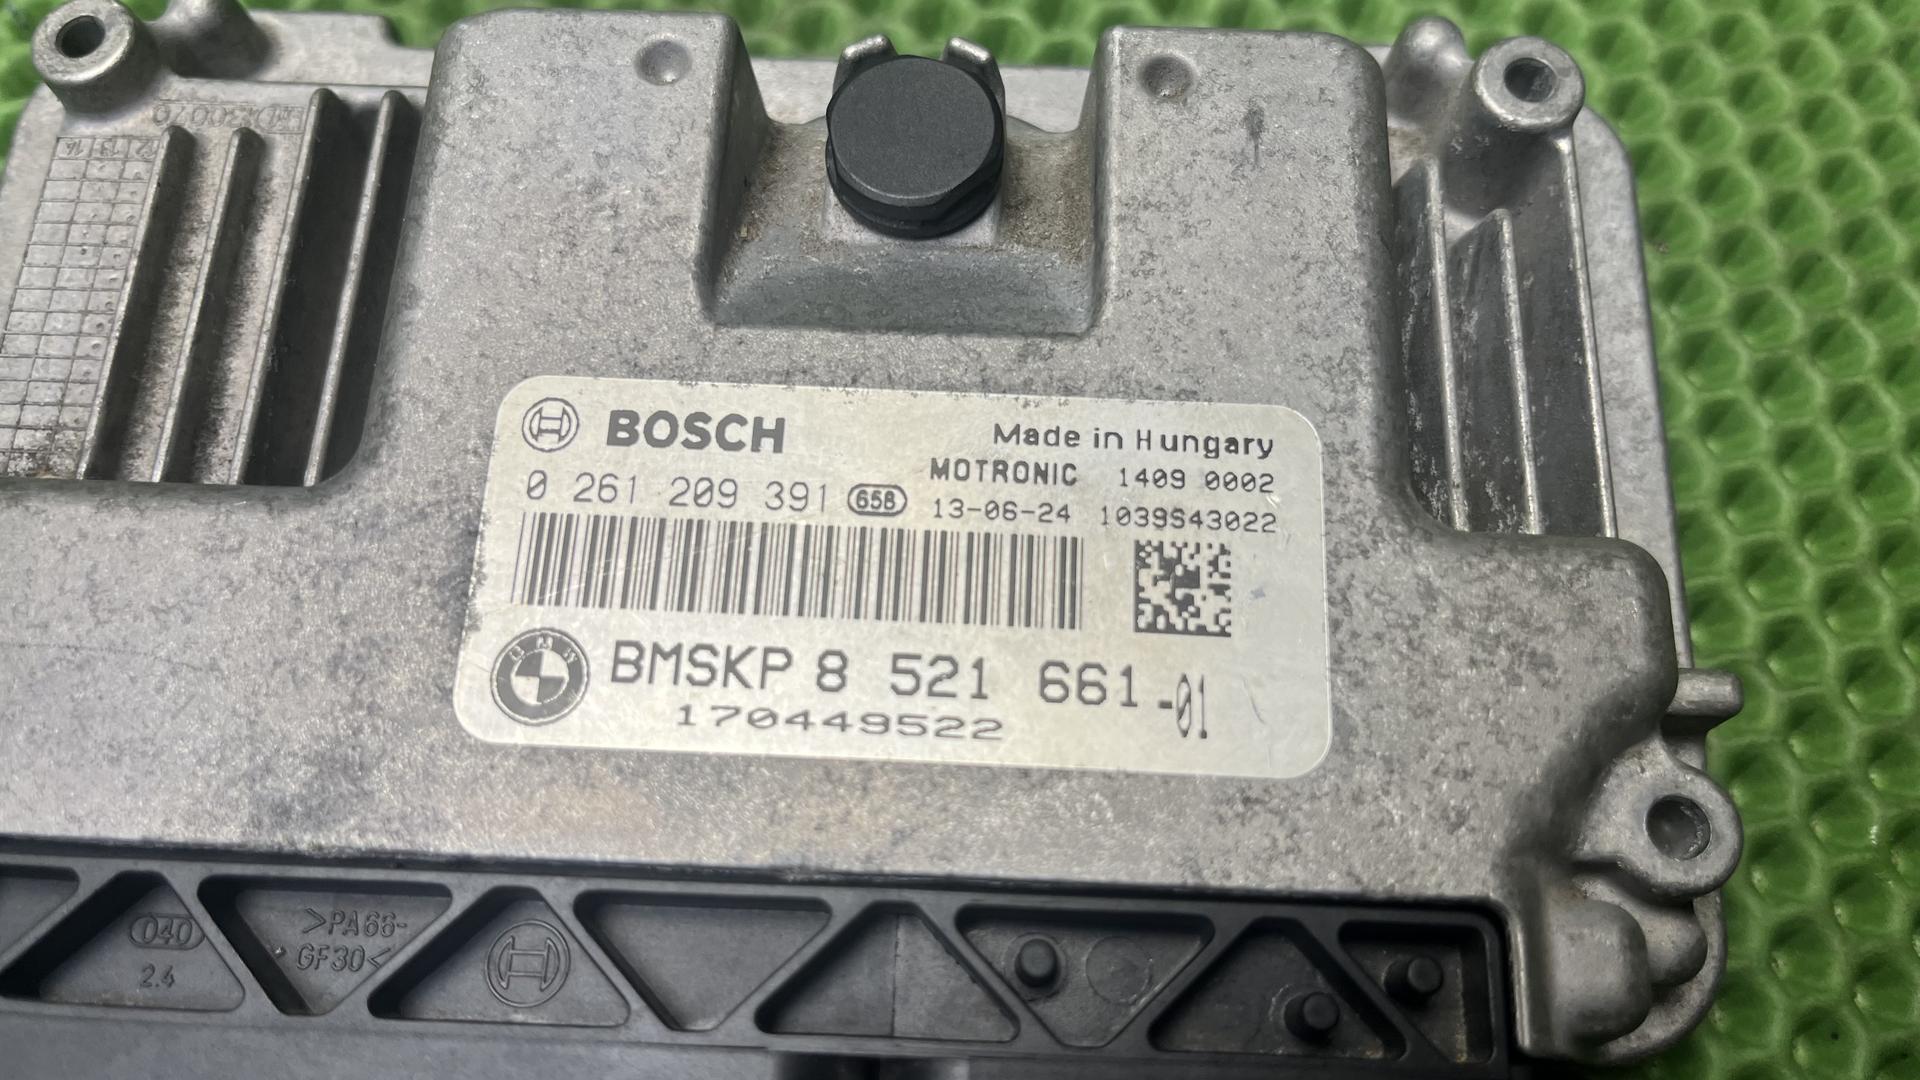 BOSCH
Made in Hungary
MOTRONIC 1409 0002
0 261 209 391 658 13-06-24 1039S43022
BMW
BMSKP 8 521 661-01
170449522
040
2.4
>PA66-
GF30<